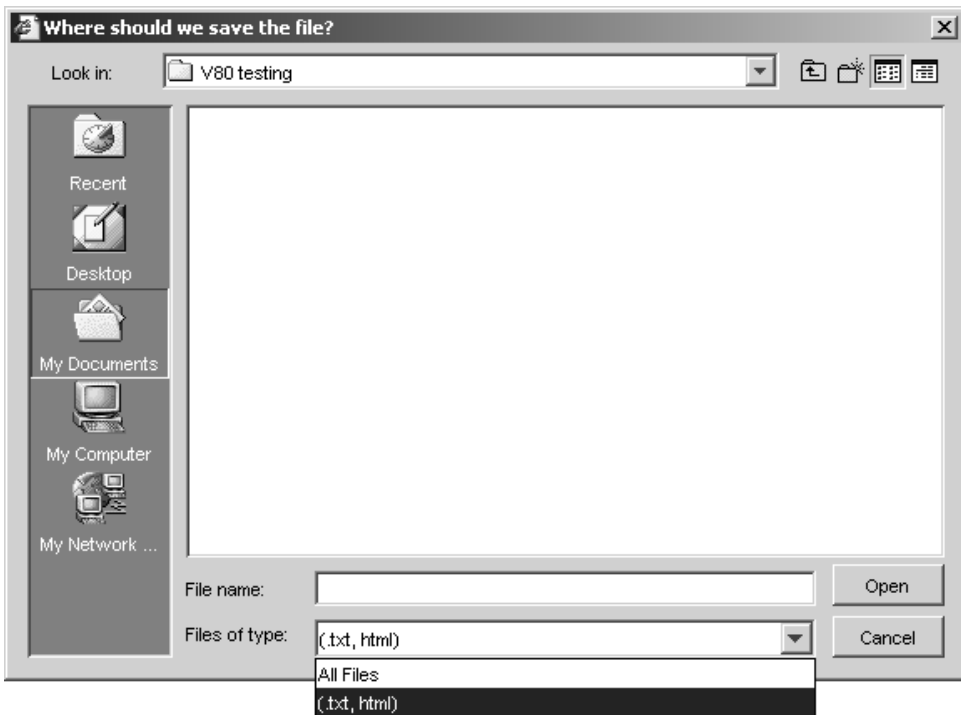 Where should we save the file?
Look in:
V80 testing
Recent
Desktop
My Documents
My Computer
My Network ...
File name:
Open
Files of type:
(.txt, html)
Cancel
All Files
(.txt, html)